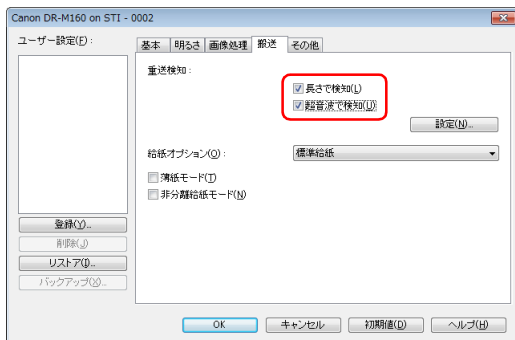 Canon DR-M160 on STI - 0002
ユーザー設定(F):
基本 明るさ 画像処理 搬送 その他
重送検知:
長さで検知(L)
超音波で検知(U)
設定(N)...
給紙オプション(O):
標準給紙
薄紙モード(T)
非分離給紙モード(N)
登録(Y)...
削除(J)
リストア(I)...
バックアップ(X)...
OK キャンセル 初期値(D) ヘルプ(H)